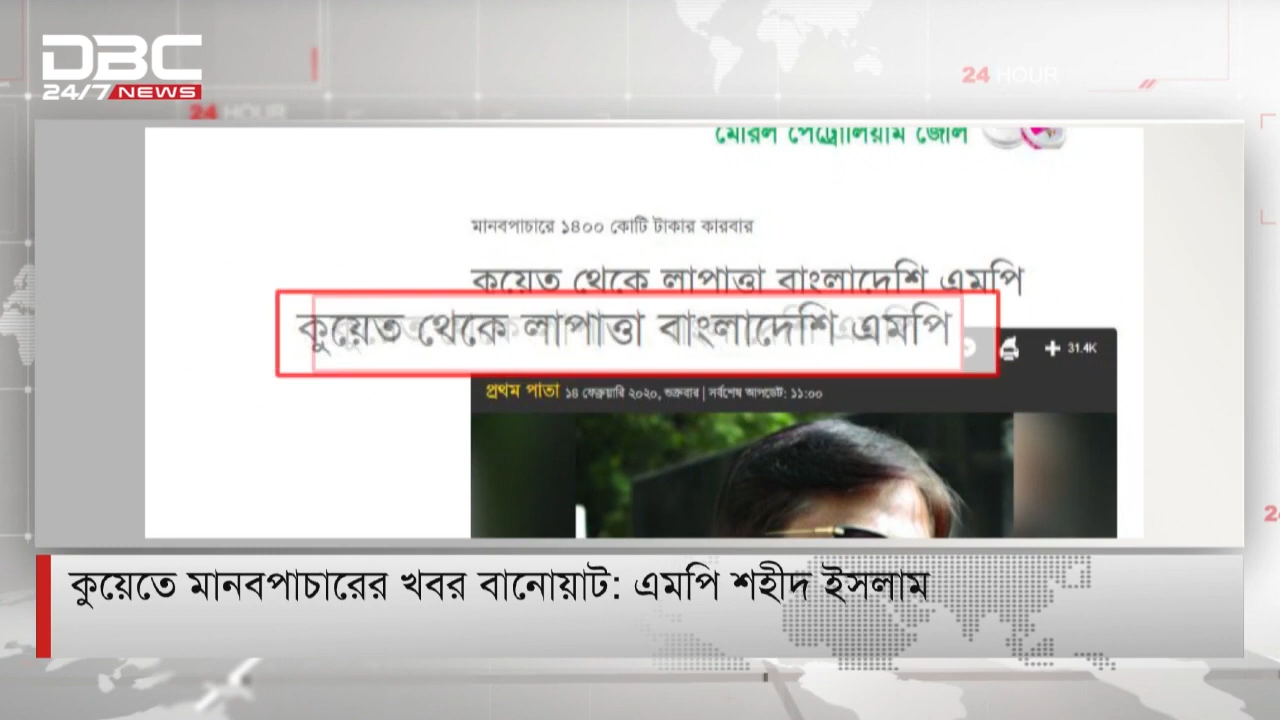 DBC
24/7 NEWS
24 HOUR
24 HOUR
মেরিল পেট্রোলিয়াম জেলি
মানবপাচারে ১৪০০ কোটি টাকার কারবার
কুয়েত থেকে লাপাত্তা বাংলাদেশি এমপি
কুয়েত থেকে লাপাত্তা বাংলাদেশি এমপি
31.4K
প্রথম পাতা ১৪ ফেব্রুয়ারি ২০২০, শুক্রবার | সর্বশেষ আপডেট: ১১:০০
কুয়েতে মানবপাচারের খবর বানোয়াট: এমপি শহীদ ইসলাম